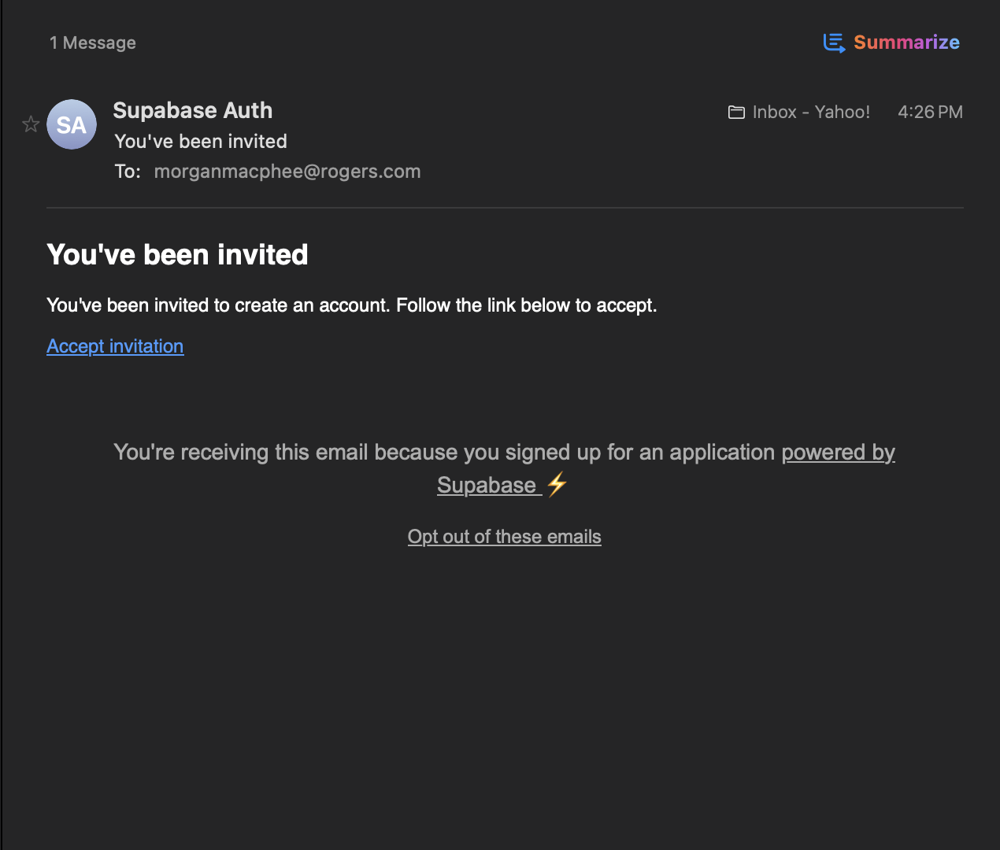 1 Message
Summarize
SA
Supabase Auth
Inbox - Yahoo!
4:26 PM
You've been invited
To: morganmacphee@rogers.com
You've been invited
You've been invited to create an account. Follow the link below to accept.
Accept invitation
You're receiving this email because you signed up for an application powered by
Supabase ⚡
Opt out of these emails